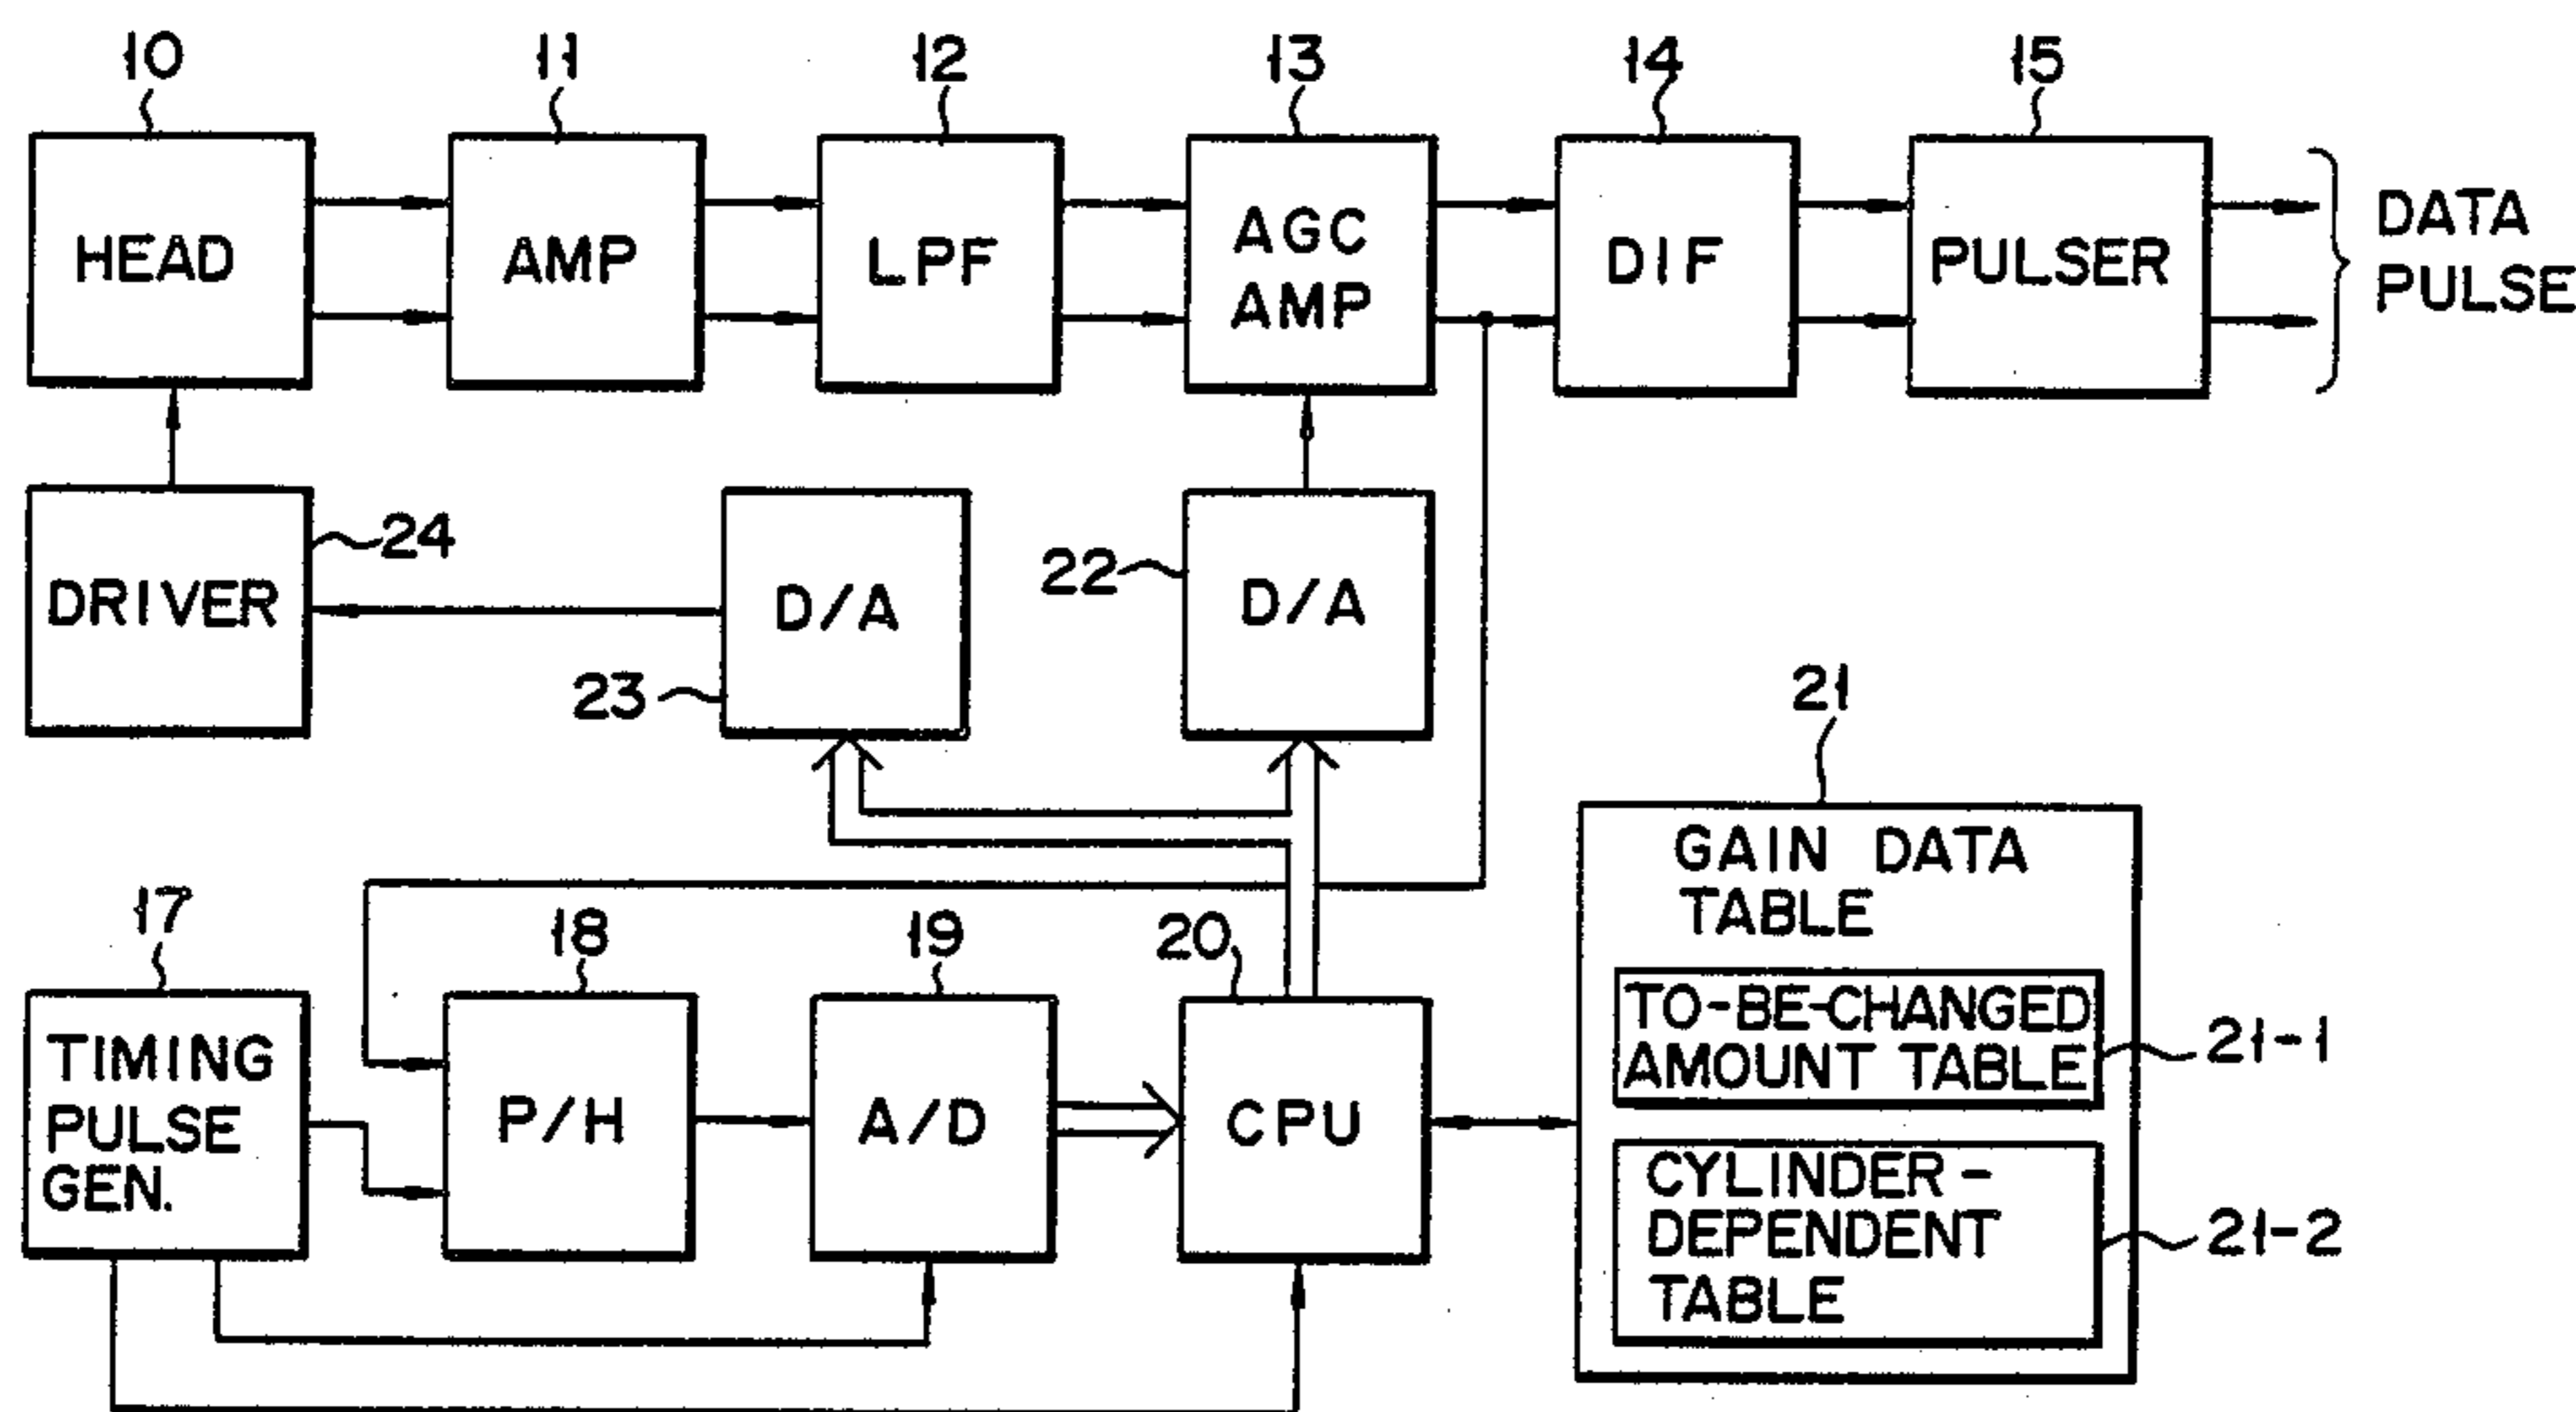 10
11
12
13
14
15
HEAD
AMP
LPF
AGC
AMP
DIF
PULSER
DATA
PULSE
DRIVER
24
D/A
23
D/A
22
21
GAIN DATA
TABLE
TO-BE-CHANGED
AMOUNT TABLE
21-1
CYLINDER-
DEPENDENT
TABLE
21-2
17
TIMING
PULSE
GEN.
18
P/H
19
A/D
20
CPU